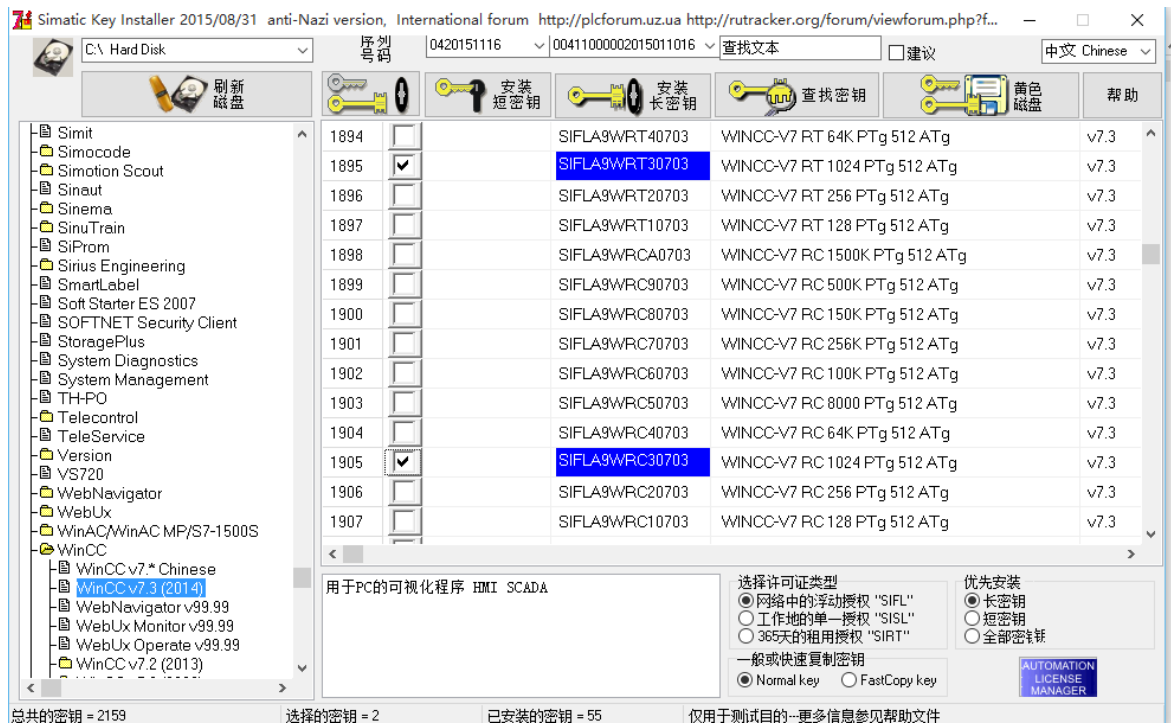 Simatic Key Installer 2015/08/31 anti-Nazi version, International forum http://plcforum.uz.ua http://rutracker.org/forum/viewforum.php?f...
C:\ Hard Disk
序列号码
0420151116
00411000002015011016
查找文本
建议
中文 Chinese
刷新磁盘
安装短密钥
安装长密钥
查找密钥
黄色磁盘
帮助
Simit
Simocode
Simotion Scout
Sinaut
Sinema
SinuTrain
SiProm
Sirius Engineering
SmartLabel
Soft Starter ES 2007
SOFTNET Security Client
StoragePlus
System Diagnostics
System Management
TH-PO
Telecontrol
TeleService
Version
VS720
WebNavigator
WebUx
WinAC/WinAC MP/S7-1500S
WinCC
WinCC v7.* Chinese
WinCC v7.3 (2014)
WebNavigator v99.99
WebUx Monitor v99.99
WebUx Operate v99.99
WinCC v7.2 (2013)
1894 SIFLA9WRT40703 WINCC-V7 RT 64K PTg 512 ATg v7.3
1895 SIFLA9WRT30703 WINCC-V7 RT 1024 PTg 512 ATg v7.3
1896 SIFLA9WRT20703 WINCC-V7 RT 256 PTg 512 ATg v7.3
1897 SIFLA9WRT10703 WINCC-V7 RT 128 PTg 512 ATg v7.3
1898 SIFLA9WRCA0703 WINCC-V7 RC 1500K PTg 512 ATg v7.3
1899 SIFLA9WRC90703 WINCC-V7 RC 500K PTg 512 ATg v7.3
1900 SIFLA9WRC80703 WINCC-V7 RC 150K PTg 512 ATg v7.3
1901 SIFLA9WRC70703 WINCC-V7 RC 256K PTg 512 ATg v7.3
1902 SIFLA9WRC60703 WINCC-V7 RC 100K PTg 512 ATg v7.3
1903 SIFLA9WRC50703 WINCC-V7 RC 8000 PTg 512 ATg v7.3
1904 SIFLA9WRC40703 WINCC-V7 RC 64K PTg 512 ATg v7.3
1905 SIFLA9WRC30703 WINCC-V7 RC 1024 PTg 512 ATg v7.3
1906 SIFLA9WRC20703 WINCC-V7 RC 256 PTg 512 ATg v7.3
1907 SIFLA9WRC10703 WINCC-V7 RC 128 PTg 512 ATg v7.3
用于PC的可视化程序 HMI SCADA
选择许可证类型
网络中的浮动授权 "SIFL"
工作地的单一授权 "SISL"
365天的租用授权 "SIRT"
一般或快速复制密钥
Normal key
FastCopy key
优先安装
长密钥
短密钥
全部密钥
AUTOMATION
LICENSE
MANAGER
总共的密钥 = 2159
选择的密钥 = 2
已安装的密钥 = 55
仅用于测试目的--更多信息参见帮助文件